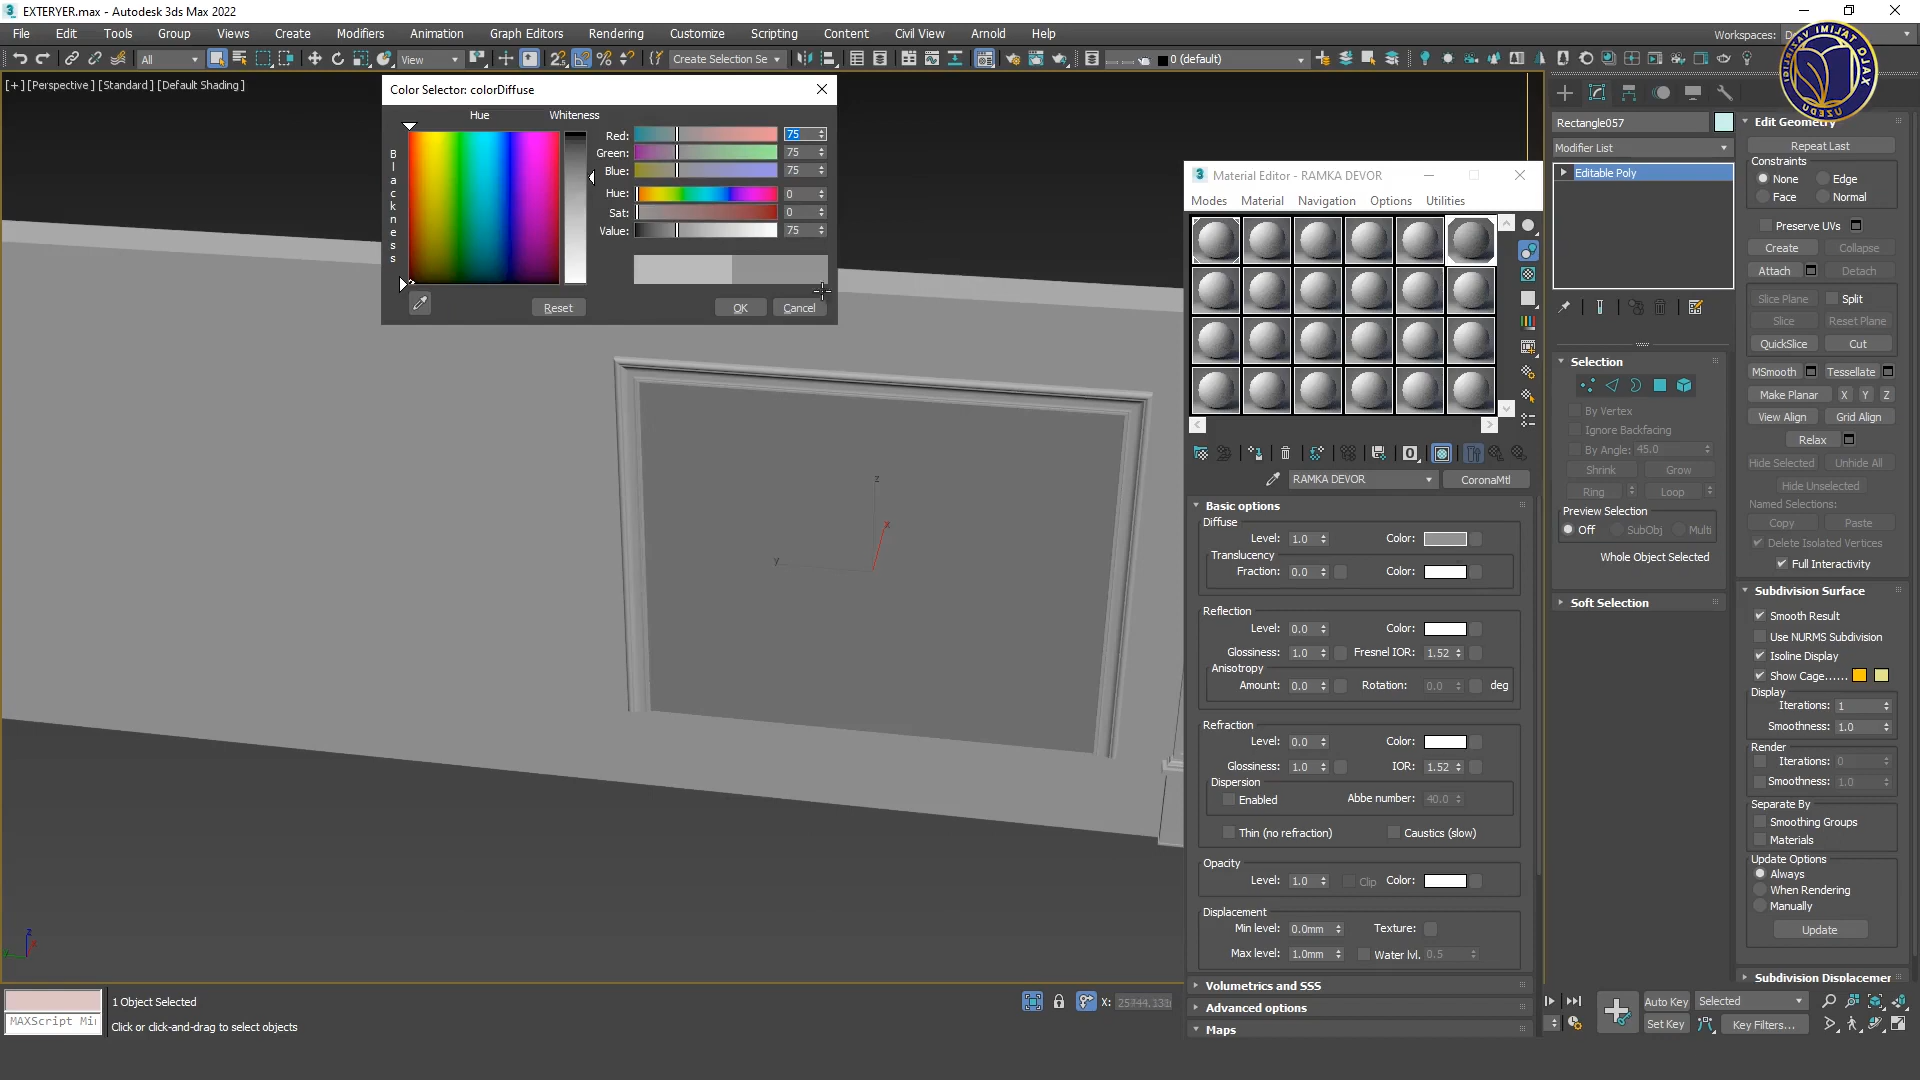 EXTERYER.max - Autodesk 3ds Max 2022
File Edit Tools Group Views Create Modifiers Animation Graph Editors Rendering Customize Scripting Content Civil View Arnold Help Workspaces:
All View Create Selection Se 0 (default)
[+] [Perspective ] [Standard ] [Default Shading ]
Color Selector: colorDiffuse
Hue Whiteness
Blackness
Red: 75
Green: 75
Blue: 75
Hue: 0
Sat: 0
Value: 75
Reset OK Cancel
z
x
y
Material Editor - RAMKA DEVOR
Modes Material Navigation Options Utilities
RAMKA DEVOR CoronaMtl
Basic options
Diffuse
Level: 1.0 Color:
Translucency
Fraction: 0.0 Color:
Reflection
Level: 0.0 Color:
Glossiness: 1.0 Fresnel IOR: 1.52
Anisotropy
Amount: 0.0 Rotation: 0.0 deg
Refraction
Level: 0.0 Color:
Glossiness: 1.0 IOR: 1.52
Dispersion
Enabled Abbe number: 40.0
Thin (no refraction) Caustics (slow)
Opacity
Level: 1.0 Clip Color:
Displacement
Min level: 0.0mm Texture:
Max level: 1.0mm Water lvl. 0.5
Volumetrics and SSS
Advanced options
Maps
Rectangle057
Modifier List
Editable Poly
Selection
By Vertex
Ignore Backfacing
By Angle: 45.0
Shrink Grow
Ring Loop
Preview Selection
Off SubObj Multi
Whole Object Selected
Soft Selection
Edit Geometry
Repeat Last
Constraints
None Edge
Face Normal
Preserve UVs
Create Collapse
Attach Detach
Slice Plane Split
Slice Reset Plane
QuickSlice Cut
MSmooth Tessellate
Make Planar X Y Z
View Align Grid Align
Relax
Hide Selected Unhide All
Hide Unselected
Named Selections:
Copy Paste
Delete Isolated Vertices
Full Interactivity
Subdivision Surface
Smooth Result
Use NURMS Subdivision
Isoline Display
Show Cage......
Display
Iterations: 1
Smoothness: 1.0
Render
Iterations: 0
Smoothness: 1.0
Separate By
Smoothing Groups
Materials
Update Options
Always
When Rendering
Manually
Update
Subdivision Displacemen
MAXScript Mi
1 Object Selected
Click or click-and-drag to select objects
X:
Auto Key Selected
Set Key Key Filters...